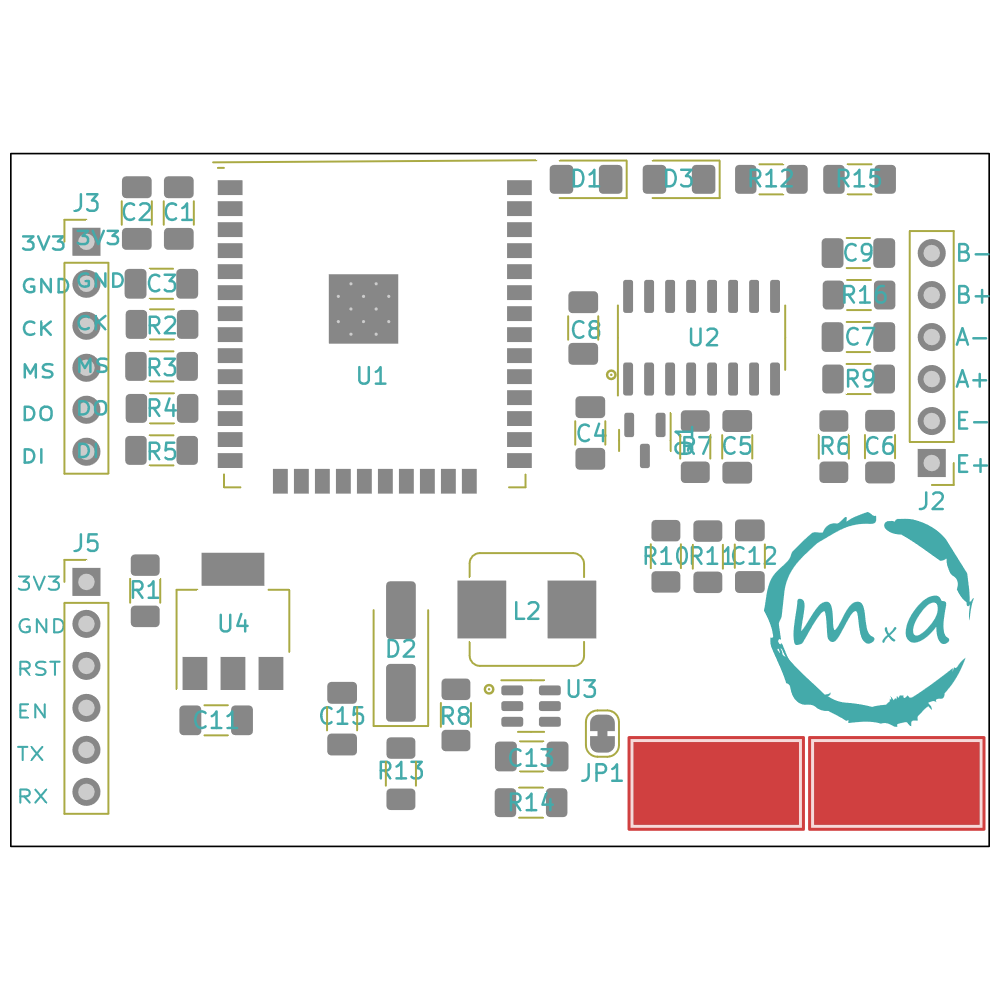 D1
D3
R12
R15
J3
C2
C1
3V3
3V3
GND
GND
CK
CK
MS
MS
DO
DO
DI
C3
R2
R3
R4
R5
U1
C8
U2
C4
R7
C5
R6
C6
C9
R16
C7
R9
B-
B+
A-
A+
E-
E+
J2
J5
3V3
GND
RST
EN
TX
RX
R1
U4
C11
D2
L2
U3
C15
R8
R13
C13
R14
JP1
R10
R11
C12
mxa